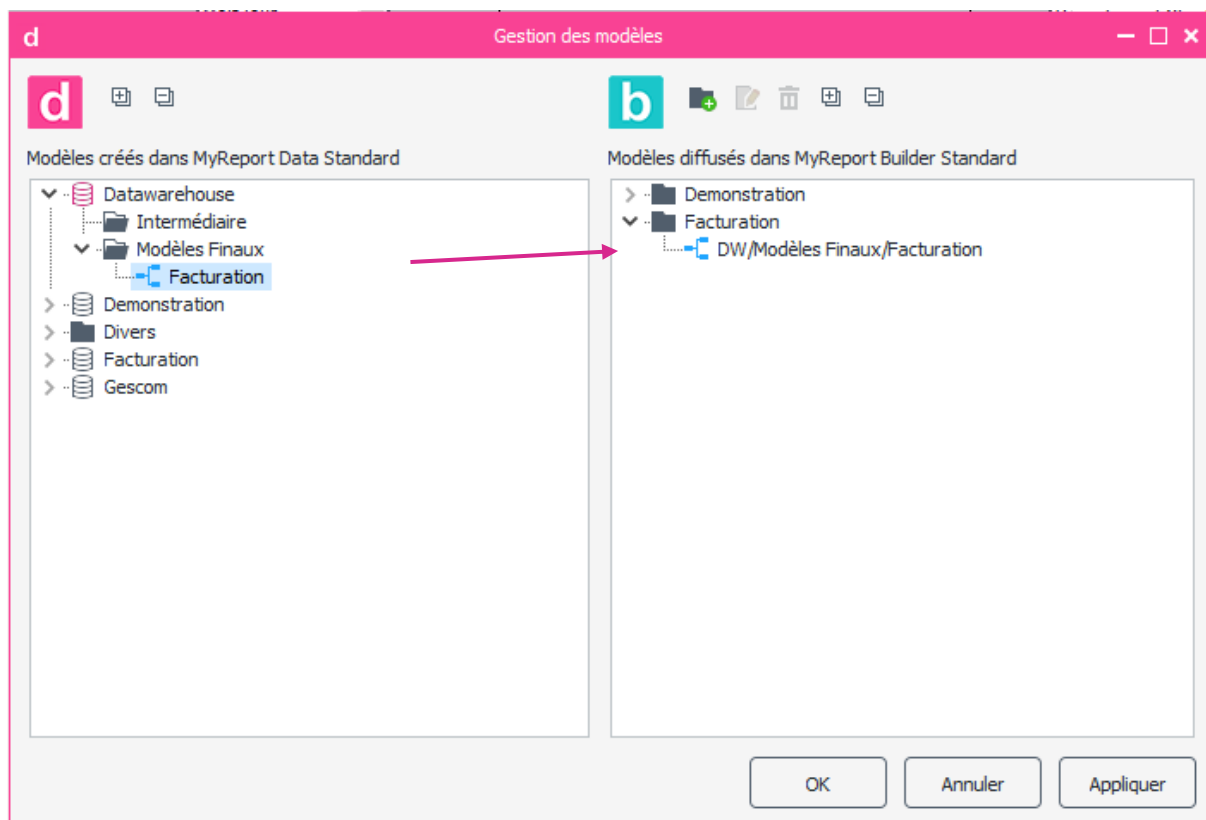 d
Gestion des modèles
d
b
Modèles créés dans MyReport Data Standard
Modèles diffusés dans MyReport Builder Standard
Datawarehouse
Intermédiaire
Modèles Finaux
Facturation
Demonstration
Divers
Facturation
Gescom
Demonstration
Facturation
DW/Modèles Finaux/Facturation
OK
Annuler
Appliquer